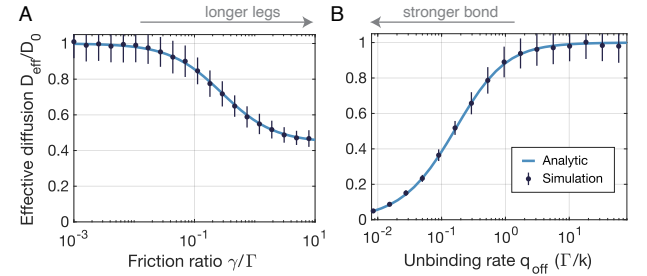 A
longer legs
B
stronger bond
Effective diffusion D_eff/D_0
1
0.8
0.6
0.4
0.2
0
10^-3
10^-1
10^1
Friction ratio γ/Γ
1
0.8
0.6
0.4
0.2
0
Analytic
Simulation
10^-2
10^-1
10^0
10^1
Unbinding rate q_off (Γ/k)